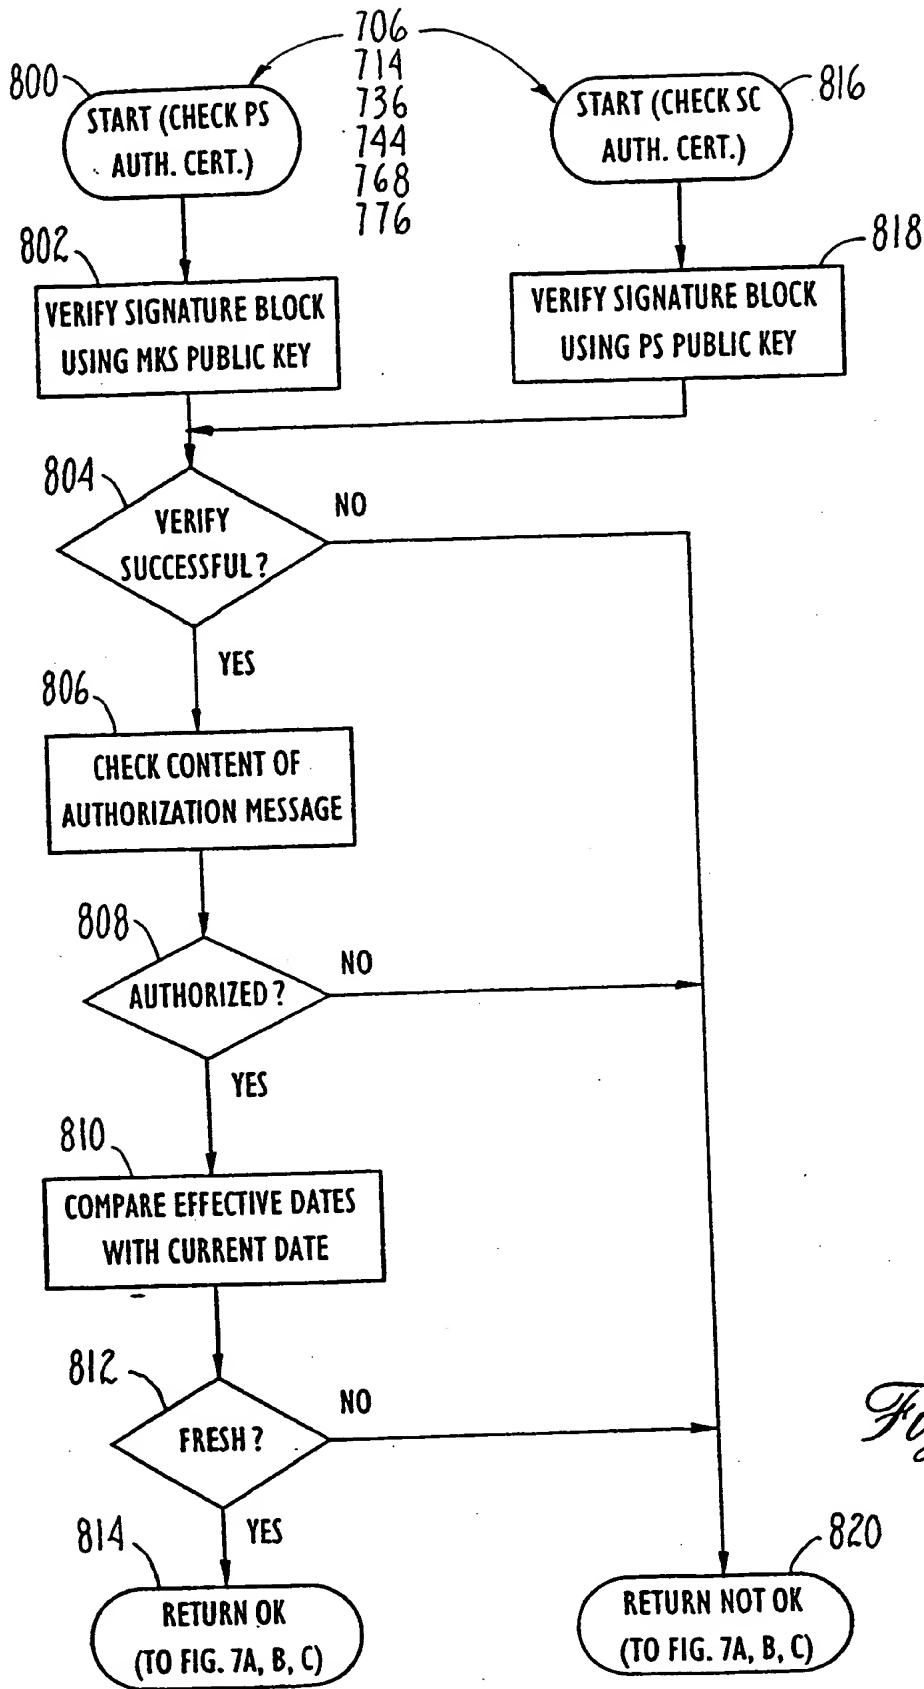 706
714
736
744
768
776
800
START (CHECK PS
AUTH. CERT.)
816
START (CHECK SC
AUTH. CERT.)
802
VERIFY SIGNATURE BLOCK
USING MKS PUBLIC KEY
818
VERIFY SIGNATURE BLOCK
USING PS PUBLIC KEY
804
VERIFY
SUCCESSFUL?
NO
YES
806
CHECK CONTENT OF
AUTHORIZATION MESSAGE
808
AUTHORIZED?
NO
YES
810
COMPARE EFFECTIVE DATES
WITH CURRENT DATE
812
FRESH?
NO
YES
814
RETURN OK
(TO FIG. 7A, B, C)
820
RETURN NOT OK
(TO FIG. 7A, B, C)